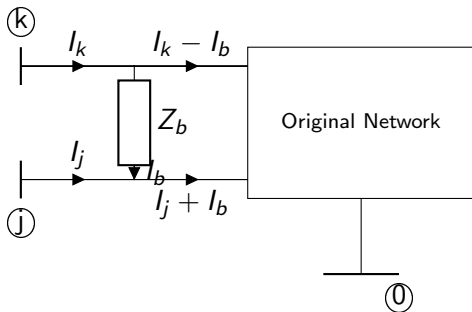 k
I_k
I_k − I_b
Z_b
Original Network
I_j
I_b
I_j + I_b
j
0